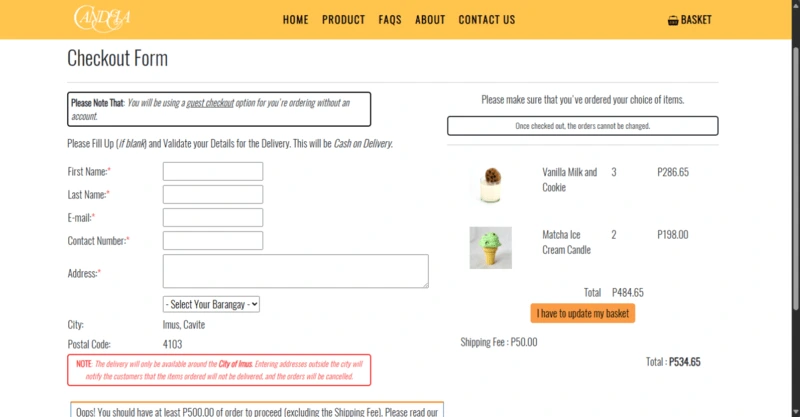 CANDELA
HOME PRODUCT FAQS ABOUT CONTACT US BASKET
Checkout Form
Please Note That: You will be using a guest checkout option for you're ordering without an
account.
Please Fill Up (if blank) and Validate your Details for the Delivery. This will be Cash on Delivery.
First Name:*
Last Name:*
E-mail:*
Contact Number:*
Address:*
- Select Your Barangay -
City: Imus, Cavite
Postal Code: 4103
NOTE: The delivery will only be available around the City of Imus. Entering addresses outside the city will
notify the customers that the items ordered will not be delivered, and the orders will be cancelled.
Oops! You should have at least P500.00 of order to proceed (excluding the Shipping Fee). Please read our
Please make sure that you've ordered your choice of items.
Once checked out, the orders cannot be changed.
Vanilla Milk and 3 P286.65
Cookie
Matcha Ice 2 P198.00
Cream Candle
Total P484.65
I have to update my basket
Shipping Fee : P50.00
Total : P534.65